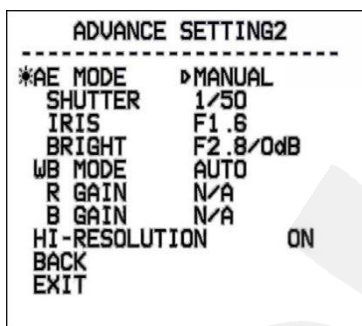 ADVANCE SETTING2
☀AE MODE ▷MANUAL
SHUTTER 1/50
IRIS F1.6
BRIGHT F2.8/0dB
WB MODE AUTO
R GAIN N/A
B GAIN N/A
HI-RESOLUTION ON
BACK
EXIT